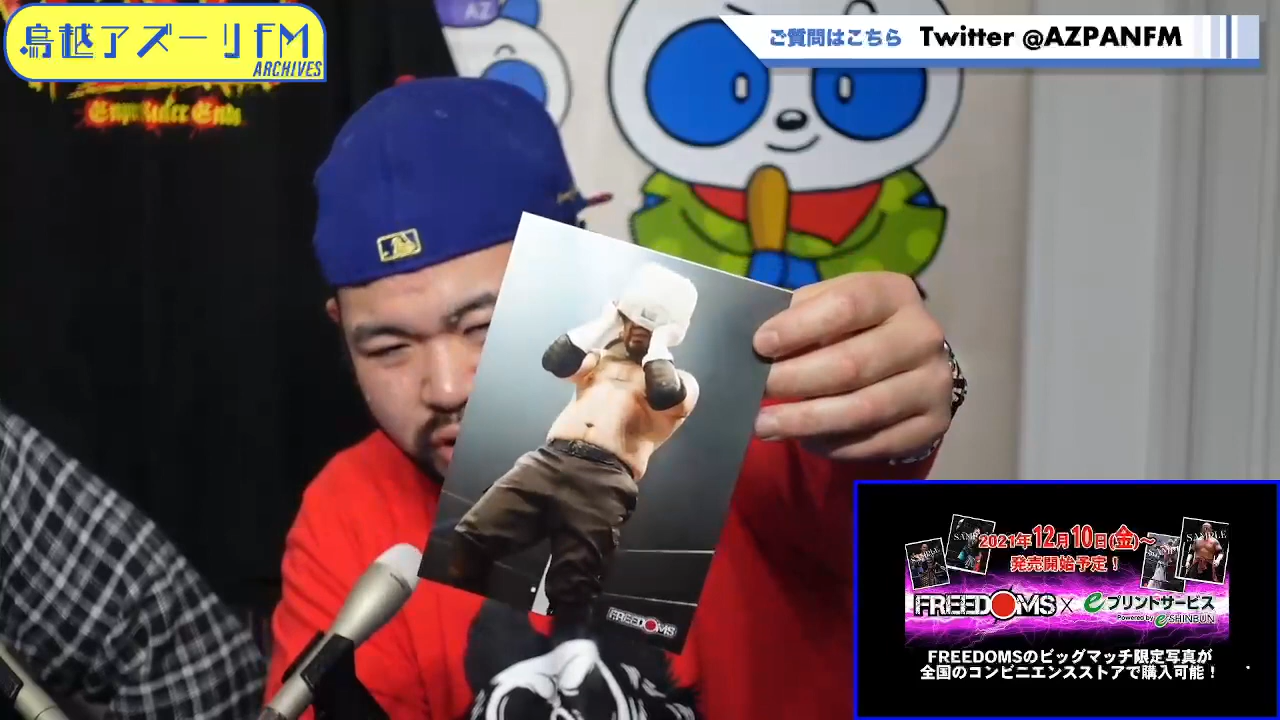 鳥越アズーリFM
ARCHIVES
ご質問はこちら Twitter @AZPANFM
AZ
FREEDOMS
SAMPLE
SAMPLE
2021年12月10日(金)～
発売開始予定！
FREEDOMS × eプリントサービス
Powered by e-SHINBUN
FREEDOMSのビッグマッチ限定写真が
全国のコンビニエンスストアで購入可能！